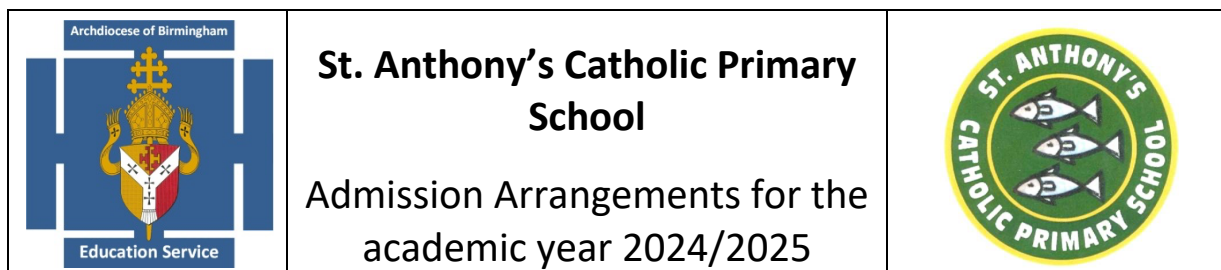 Archdiocese of Birmingham
Education Service
St. Anthony’s Catholic Primary
School
Admission Arrangements for the
academic year 2024/2025
ST. ANTHONY'S
CATHOLIC PRIMARY SCHOOL